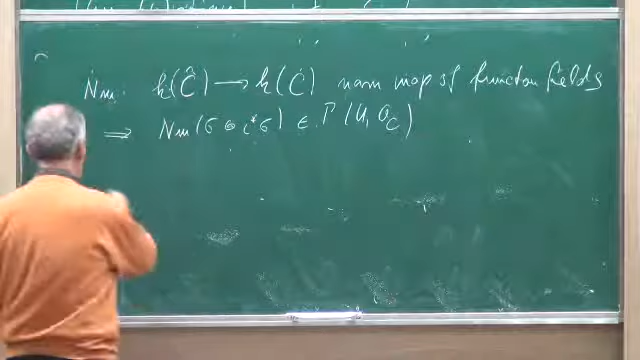 Nm: k(Ĉ) → k(C) norm map of function fields
⇒ Nm(σ ⊗ i*σ) ∈ Γ(U, O_C)